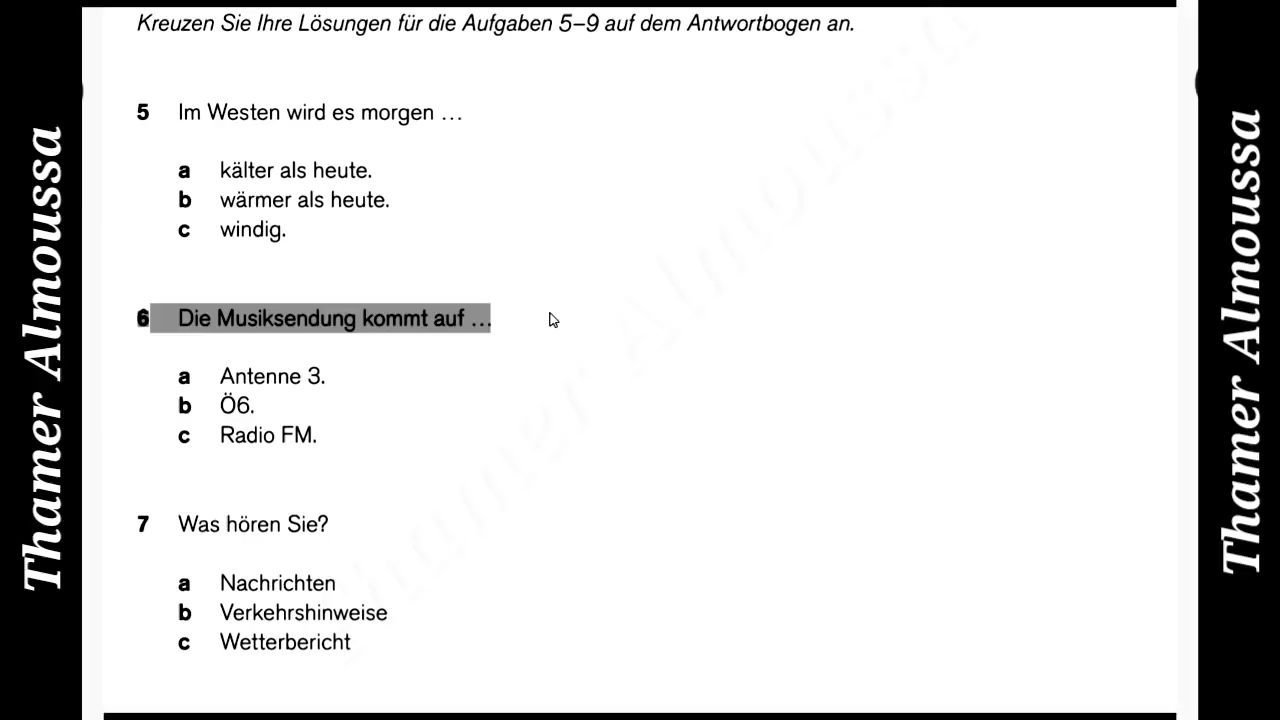 Kreuzen Sie Ihre Lösungen für die Aufgaben 5–9 auf dem Antwortbogen an.
5 Im Westen wird es morgen …
a kälter als heute.
b wärmer als heute.
c windig.
6 Die Musiksendung kommt auf …
a Antenne 3.
b Ö6.
c Radio FM.
7 Was hören Sie?
a Nachrichten
b Verkehrshinweise
c Wetterbericht
Thamer Almoussa
Thamer Almoussa
Thamer Almoussa